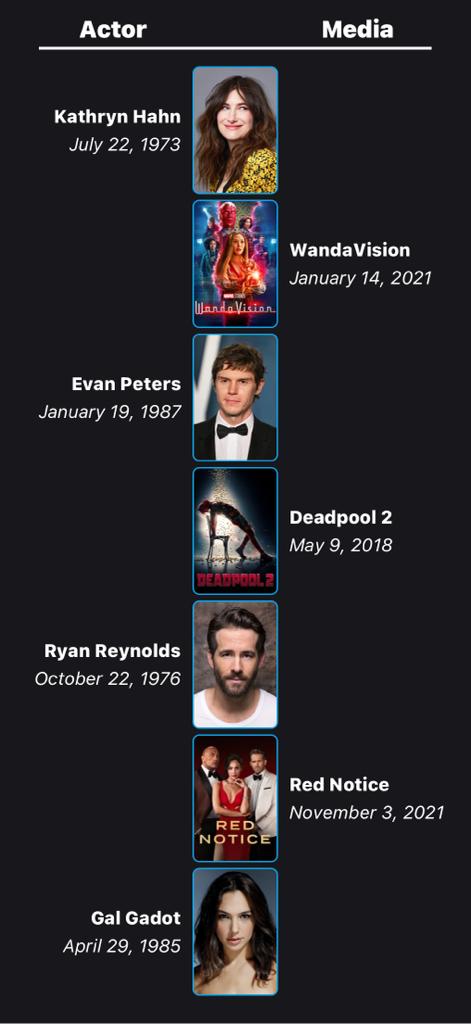 Actor
Media
Kathryn Hahn
July 22, 1973
WandaVision
WandaVision
January 14, 2021
Evan Peters
January 19, 1987
DEADPOOL 2
Deadpool 2
May 9, 2018
Ryan Reynolds
October 22, 1976
RED
NOTICE
Red Notice
November 3, 2021
Gal Gadot
April 29, 1985